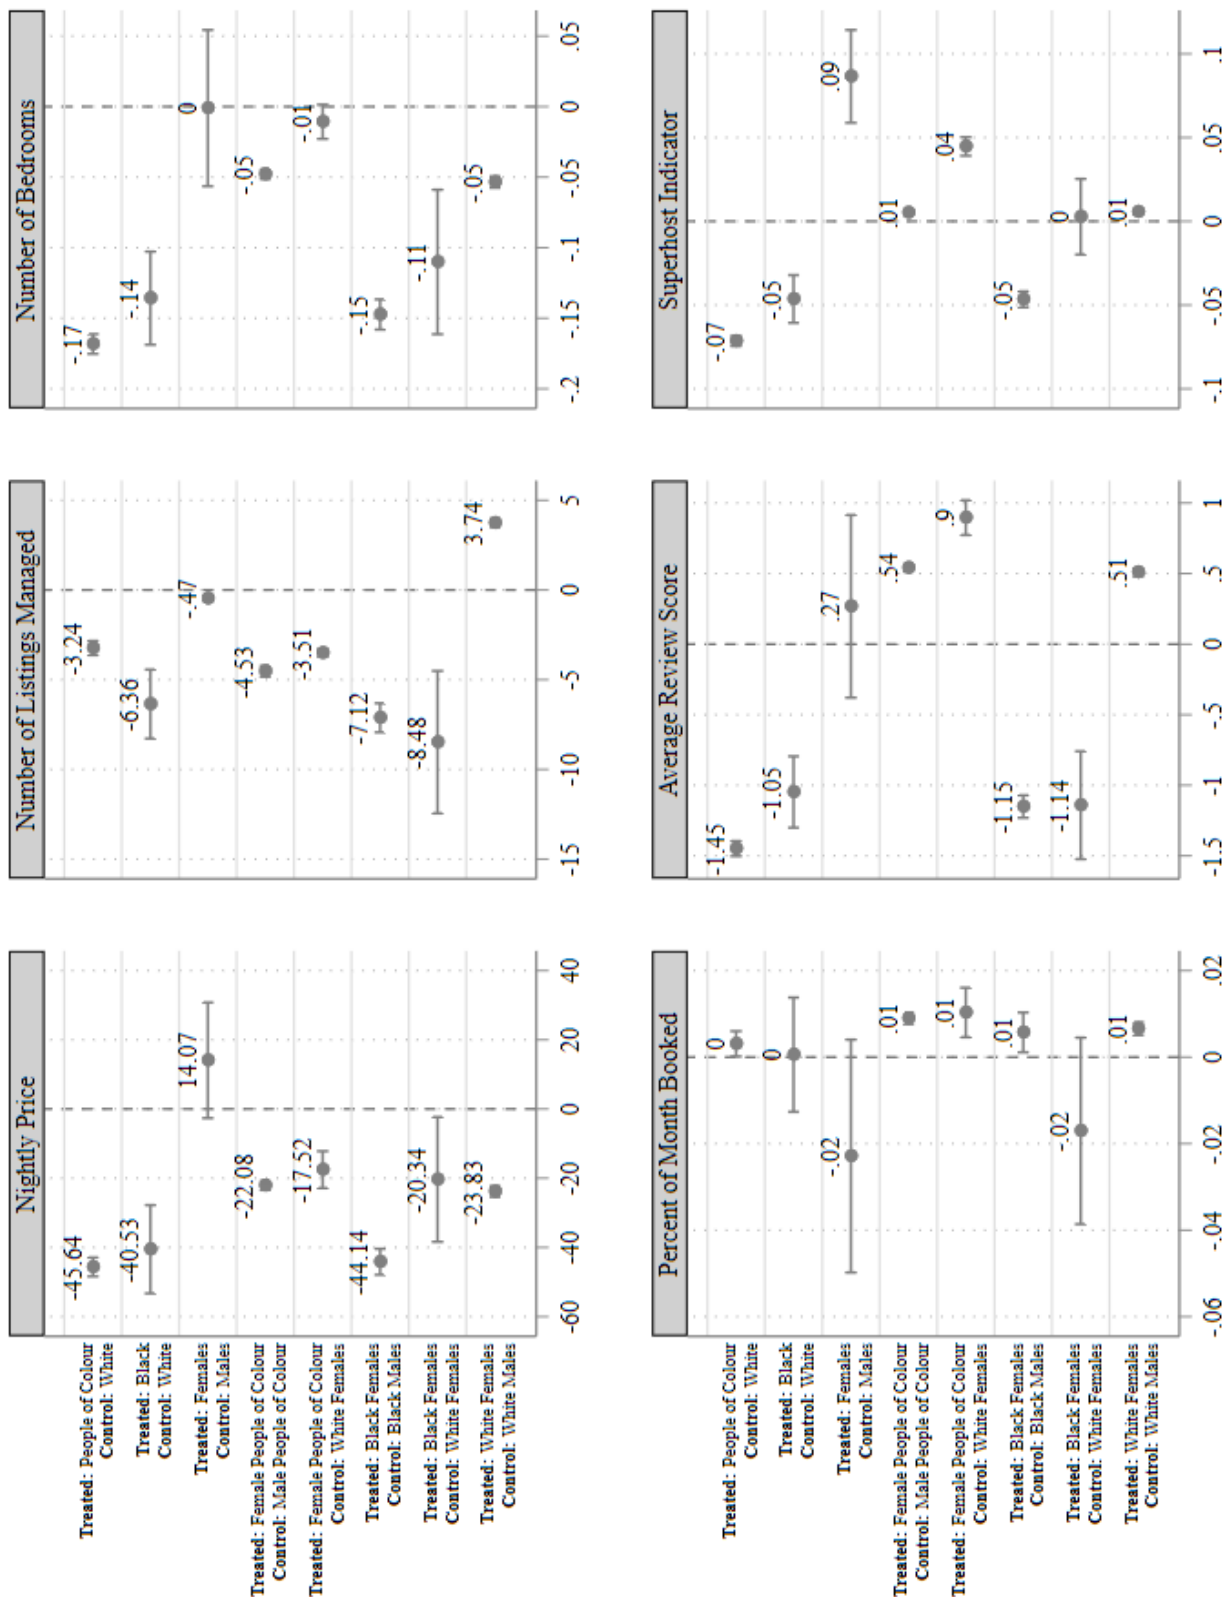 Nightly Price
Treated: People of Colour
Control: White
-45.64
Treated: Black
Control: White
-40.53
Treated: Females
Control: Males
14.07
Treated: Female People of Colour
Control: Male People of Colour
-22.08
Treated: Female People of Colour
Control: White Females
-17.52
Treated: Black Females
Control: Black Males
-44.14
Treated: Black Females
Control: White Females
-20.34
Treated: White Females
Control: White Males
-23.83
-60 -40 -20 0 20 40
Number of Listings Managed
-3.24
-6.36
-.47
-4.53
-3.51
-7.12
-8.48
3.74
-15 -10 -5 0 5
Number of Bedrooms
-.17
-.14
0
-.05
-.01
-.15
-.11
-.05
-.2 -.15 -.1 -.05 0 .05
Percent of Month Booked
Treated: People of Colour
Control: White
0
Treated: Black
Control: White
0
Treated: Females
Control: Males
-.02
Treated: Female People of Colour
Control: Male People of Colour
.01
Treated: Female People of Colour
Control: White Females
.01
Treated: Black Females
Control: Black Males
.01
Treated: Black Females
Control: White Females
-.02
Treated: White Females
Control: White Males
.01
-.06 -.04 -.02 0 .02
Average Review Score
-1.45
-1.05
.27
.54
.9
-1.15
-1.14
.51
-1.5 -1 -.5 0 .5 1
Superhost Indicator
-.07
-.05
.09
.01
.04
-.05
0
.01
-.1 -.05 0 .05 .1